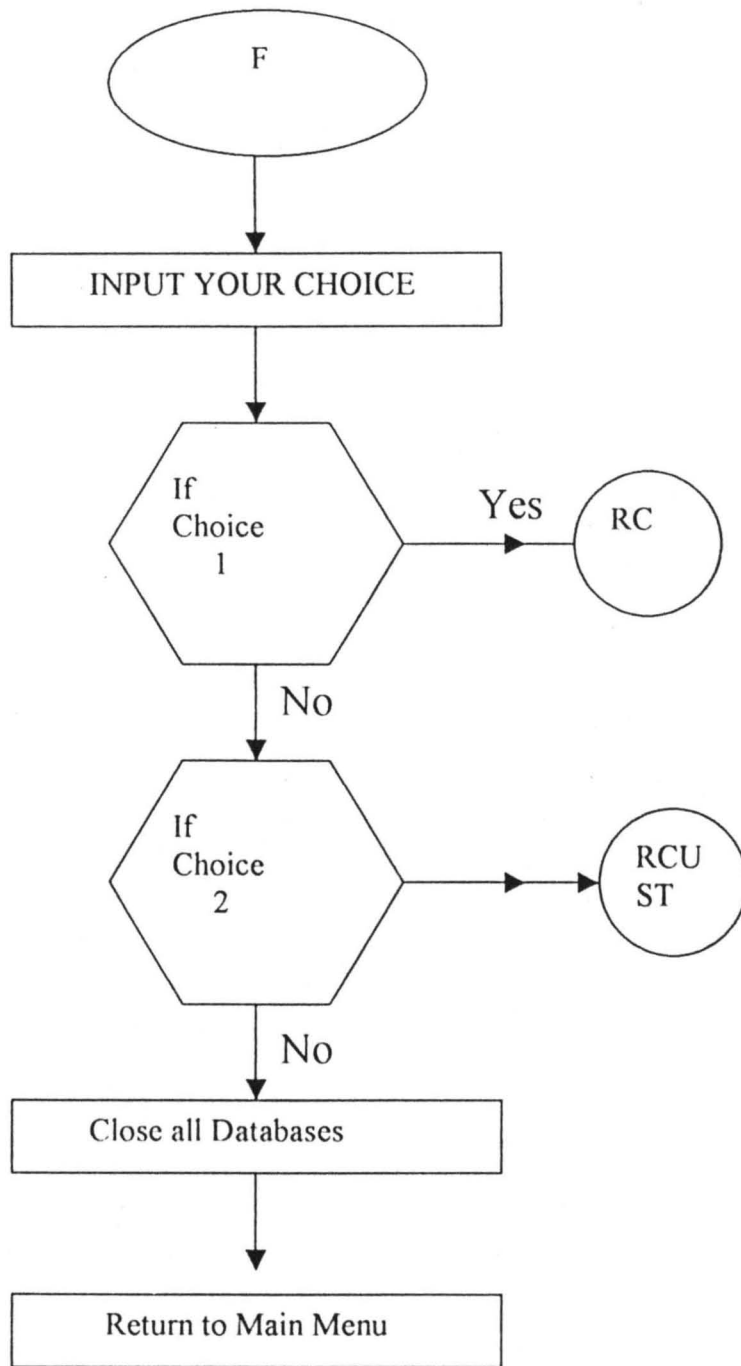 F
INPUT YOUR CHOICE
If
Choice
1
Yes
RC
No
If
Choice
2
RCU
ST
No
Close all Databases
Return to Main Menu